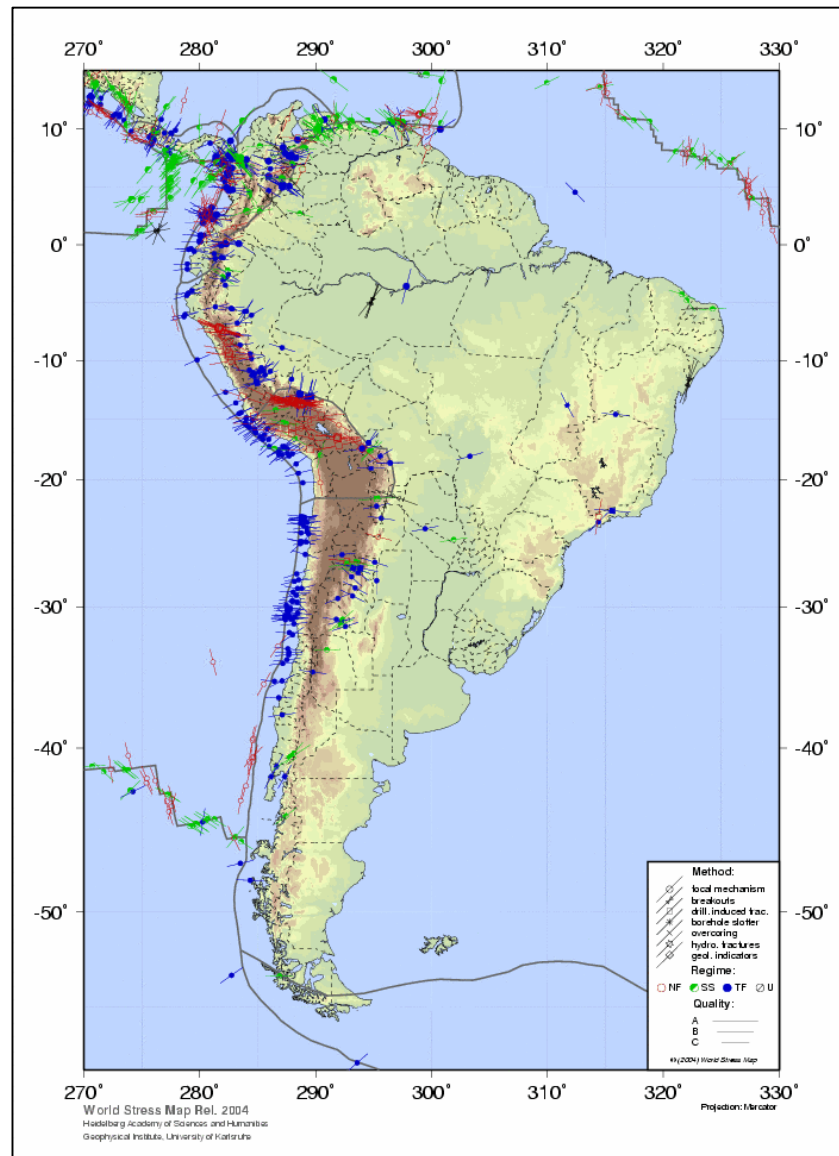 270° 280° 290° 300° 310° 320° 330°
10° 10°
0° 0°
-10° -10°
-20° -20°
-30° -30°
-40° -40°
-50° -50°
Method:
focal mechanism
breakouts
drill. induced frac.
borehole slotter
overcoring
hydro. fractures
geol. indicators
Regime:
NF SS TF U
Quality:
A
B
C
(2004) World Stress Map
270° 280° 290° 300° 310° 320° 330°
World Stress Map Rel. 2004
Projection: Mercator
Heidelberg Academy of Sciences and Humanities
Geophysical Institute, University of Karlsruhe